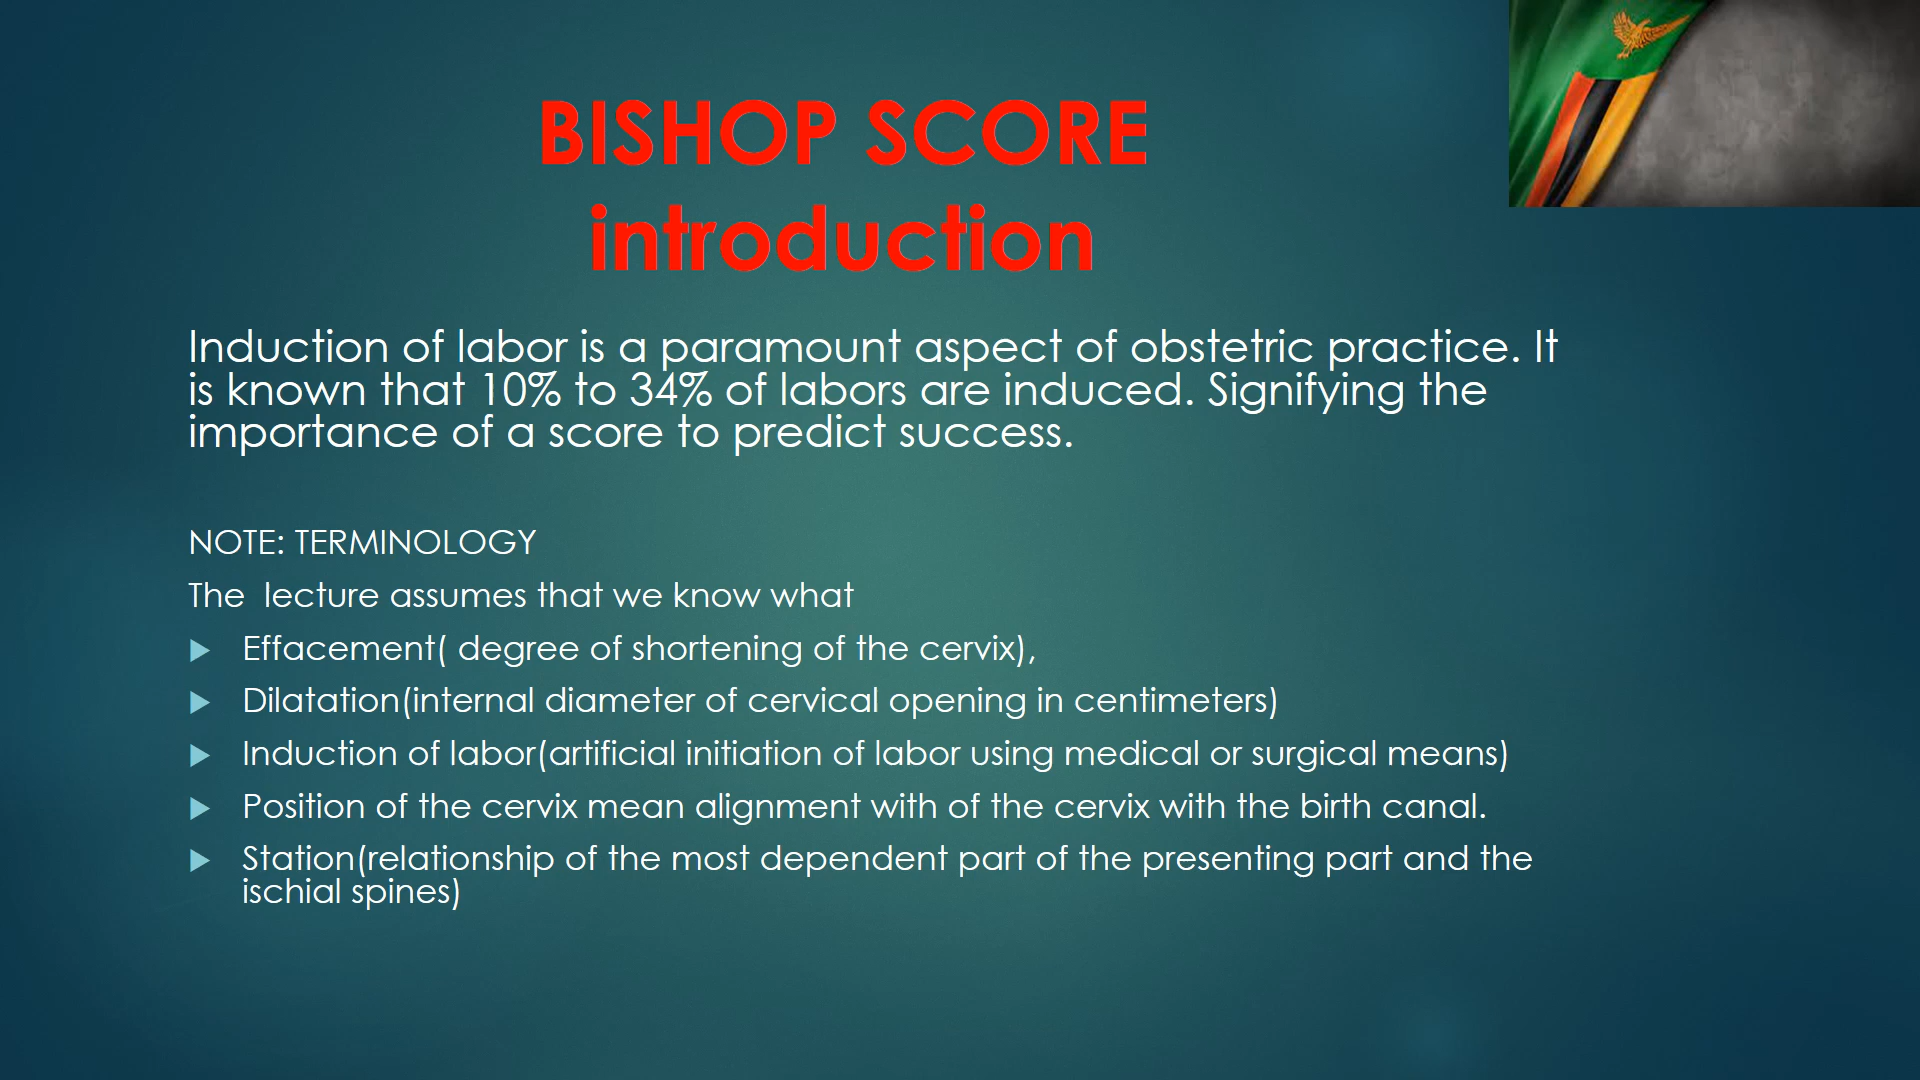 BISHOP SCORE
introduction
Induction of labor is a paramount aspect of obstetric practice. It
is known that 10% to 34% of labors are induced. Signifying the
importance of a score to predict success.
NOTE: TERMINOLOGY
The  lecture assumes that we know what
Effacement( degree of shortening of the cervix),
Dilatation(internal diameter of cervical opening in centimeters)
Induction of labor(artificial initiation of labor using medical or surgical means)
Position of the cervix mean alignment with of the cervix with the birth canal.
Station(relationship of the most dependent part of the presenting part and the
ischial spines)